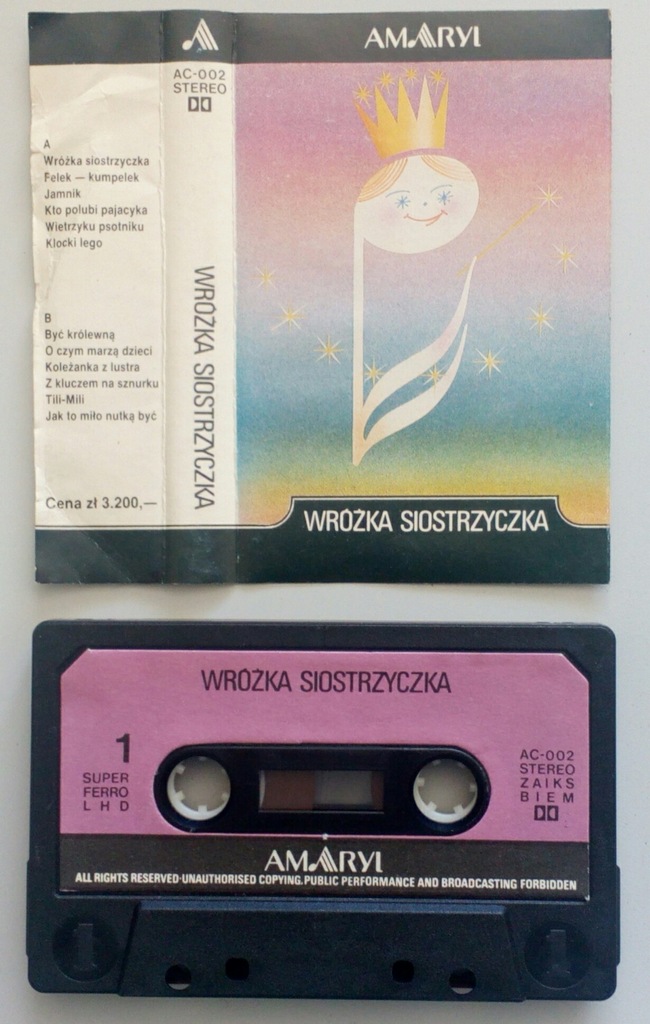 AMARYL
AC-002
STEREO
A
Wróżka siostrzyczka
Felek — kumpelek
Jamnik
Kto polubi pajacyka
Wietrzyku psotniku
Klocki lego
B
Być królewną
O czym marzą dzieci
Koleżanka z lustra
Z kluczem na sznurku
Tili-Mili
Jak to miło nutką być
Cena zł 3.200,—
WRÓŻKA SIOSTRZYCZKA
WRÓŻKA SIOSTRZYCZKA
WRÓŻKA SIOSTRZYCZKA
1
SUPER
FERRO
L H D
AC-002
STEREO
ZAIKS
BIEM
AMARYL
ALL RIGHTS RESERVED·UNAUTHORISED COPYING.PUBLIC PERFORMANCE AND BROADCASTING FORBIDDEN
1
1